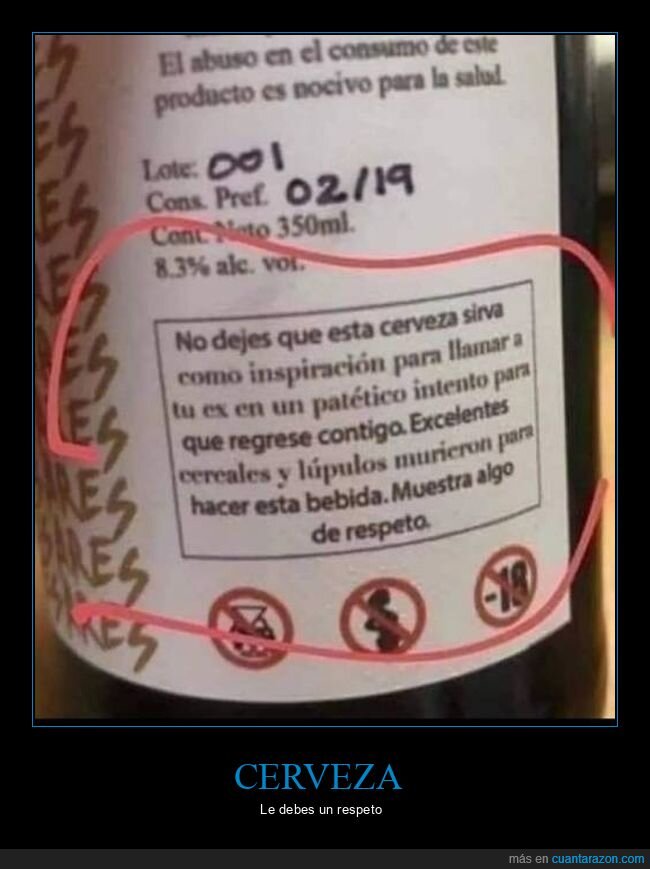 El abuso en el consumo de este
producto es nocivo para la salud.
Lote: 001
Cons. Pref. 02/19
Cont. Neto 350ml.
8.3% alc. vol.
No dejes que esta cerveza sirva
como inspiración para llamar a
tu ex en un patético intento para
que regrese contigo. Excelentes
cereales y lúpulos murieron para
hacer esta bebida. Muestra algo
de respeto.
-18
CERVEZA
Le debes un respeto
más en cuantarazon.com